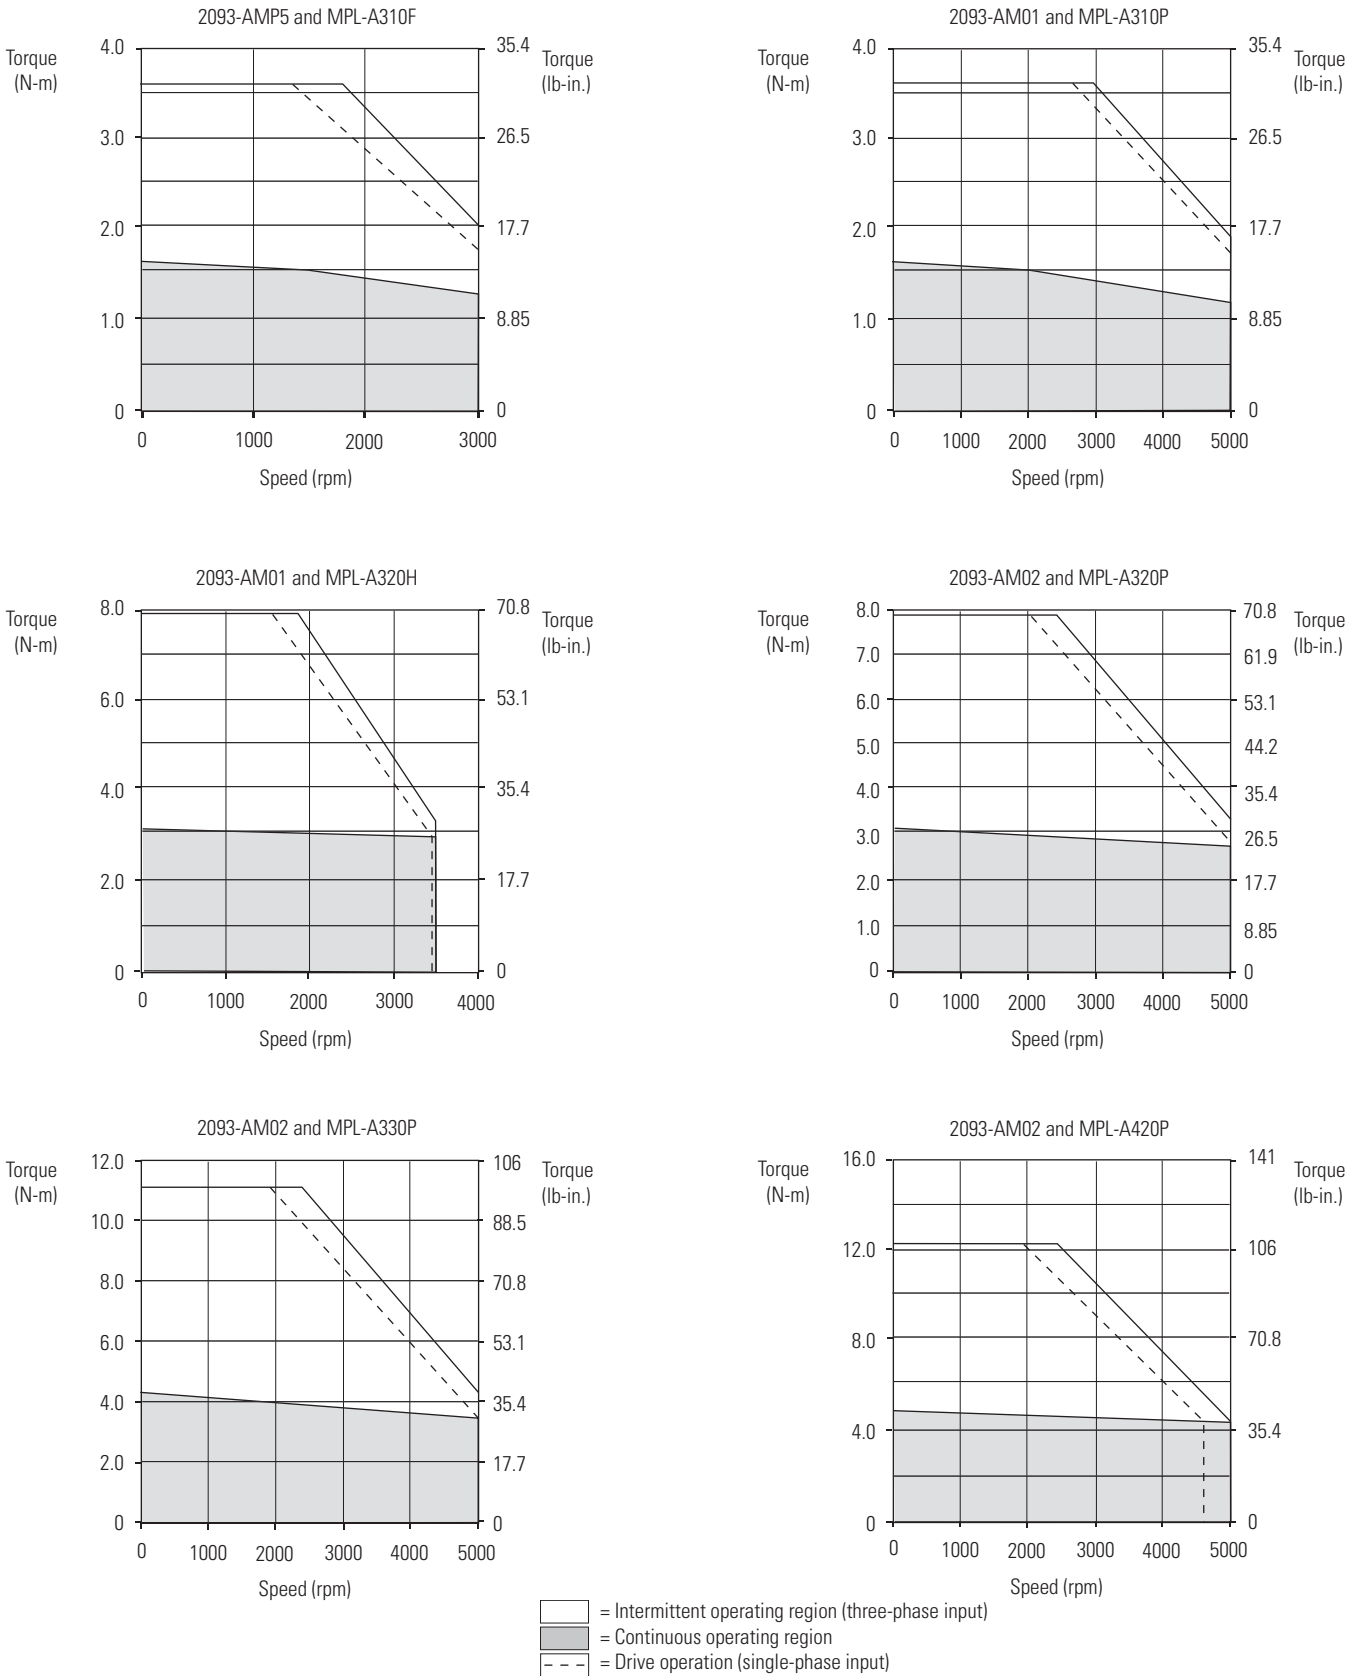 2093-AMP5 and MPL-A310F
Torque
(N-m)
4.0
3.0
2.0
1.0
0
35.4
26.5
17.7
8.85
0
Torque
(lb-in.)
0 1000 2000 3000
Speed (rpm)
2093-AM01 and MPL-A310P
Torque
(N-m)
4.0
3.0
2.0
1.0
0
35.4
26.5
17.7
8.85
0
Torque
(lb-in.)
0 1000 2000 3000 4000 5000
Speed (rpm)
2093-AM01 and MPL-A320H
Torque
(N-m)
8.0
6.0
4.0
2.0
0
70.8
53.1
35.4
17.7
0
Torque
(lb-in.)
0 1000 2000 3000 4000
Speed (rpm)
2093-AM02 and MPL-A320P
Torque
(N-m)
8.0
7.0
6.0
5.0
4.0
3.0
2.0
1.0
0
70.8
61.9
53.1
44.2
35.4
26.5
17.7
8.85
0
Torque
(lb-in.)
0 1000 2000 3000 4000 5000
Speed (rpm)
2093-AM02 and MPL-A330P
Torque
(N-m)
12.0
10.0
8.0
6.0
4.0
2.0
0
106
88.5
70.8
53.1
35.4
17.7
0
Torque
(lb-in.)
0 1000 2000 3000 4000 5000
Speed (rpm)
2093-AM02 and MPL-A420P
Torque
(N-m)
16.0
12.0
8.0
4.0
0
141
106
70.8
35.4
0
Torque
(lb-in.)
0 1000 2000 3000 4000 5000
Speed (rpm)
= Intermittent operating region (three-phase input)
= Continuous operating region
= Drive operation (single-phase input)